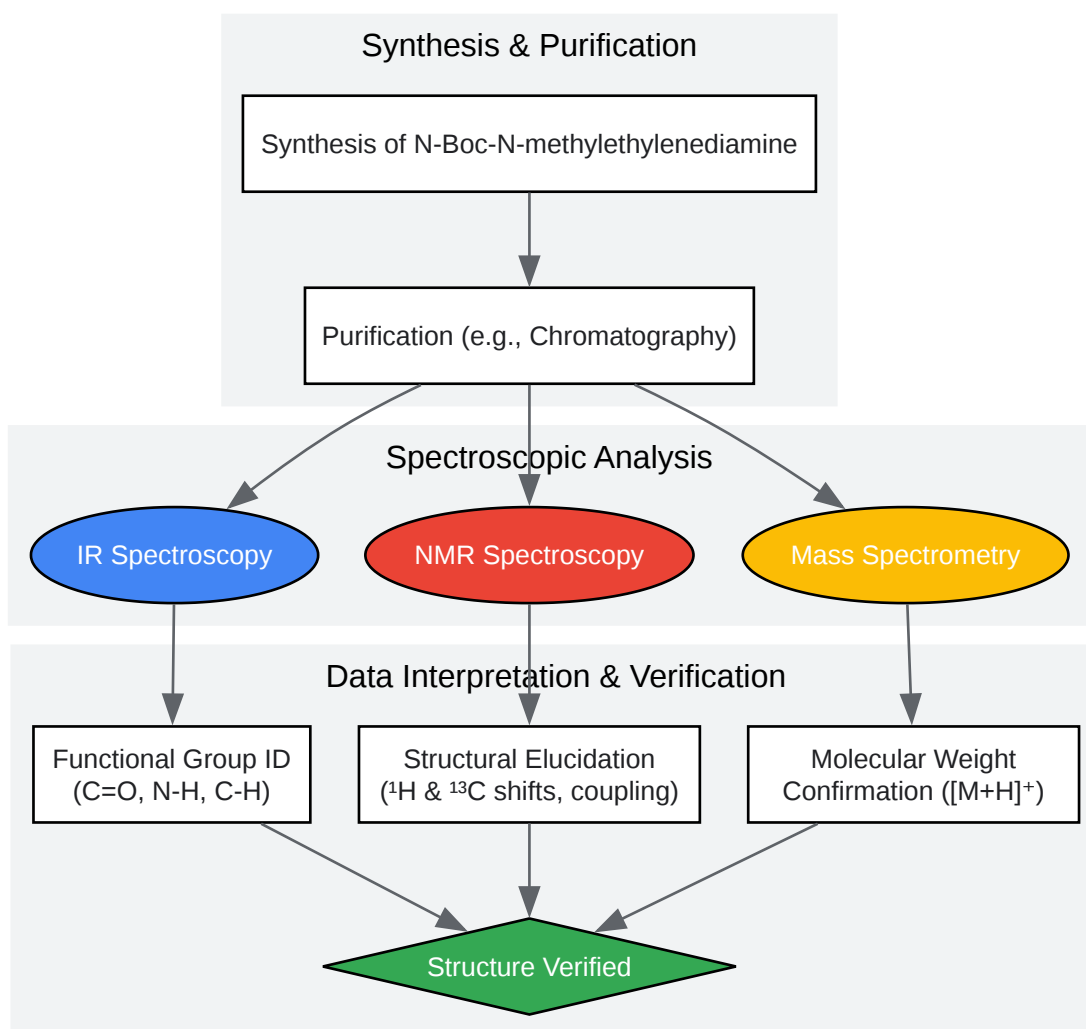 Synthesis & Purification
Synthesis of N-Boc-N-methylethylenediamine
Purification (e.g., Chromatography)
Spectroscopic Analysis
IR Spectroscopy
NMR Spectroscopy
Mass Spectrometry
Data Interpretation & Verification
Functional Group ID
(C=O, N-H, C-H)
Structural Elucidation
(¹H & ¹³C shifts, coupling)
Molecular Weight
Confirmation ([M+H]⁺)
Structure Verified